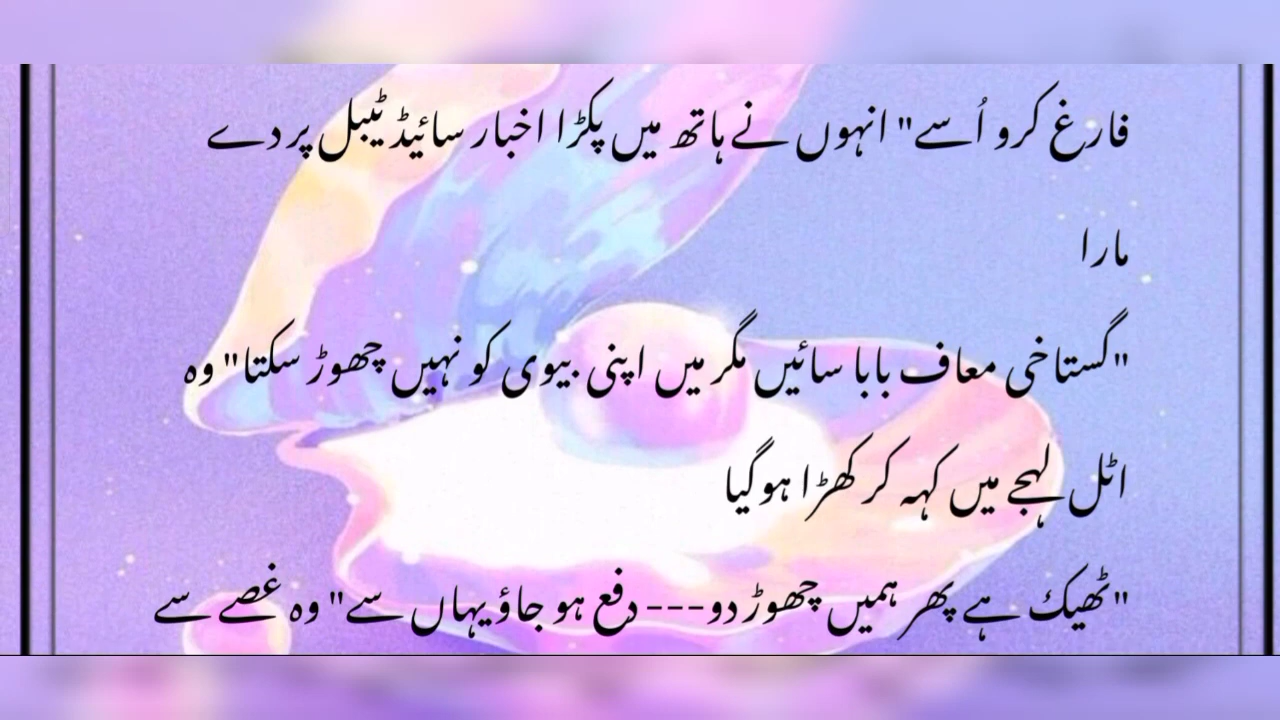 فارغ کرو اُسے" انہوں نے ہاتھ میں پکڑا اخبار سائیڈ ٹیبل پر دے
مارا
"گستاخی معاف بابا سائیں مگر میں اپنی بیوی کو نہیں چھوڑ سکتا" وہ
اٹل لہجے میں کہہ کر کھڑا ہوگیا
"ٹھیک ہے پھر ہمیں چھوڑ دو--- دفع ہو جاؤ یہاں سے" وہ غصے سے